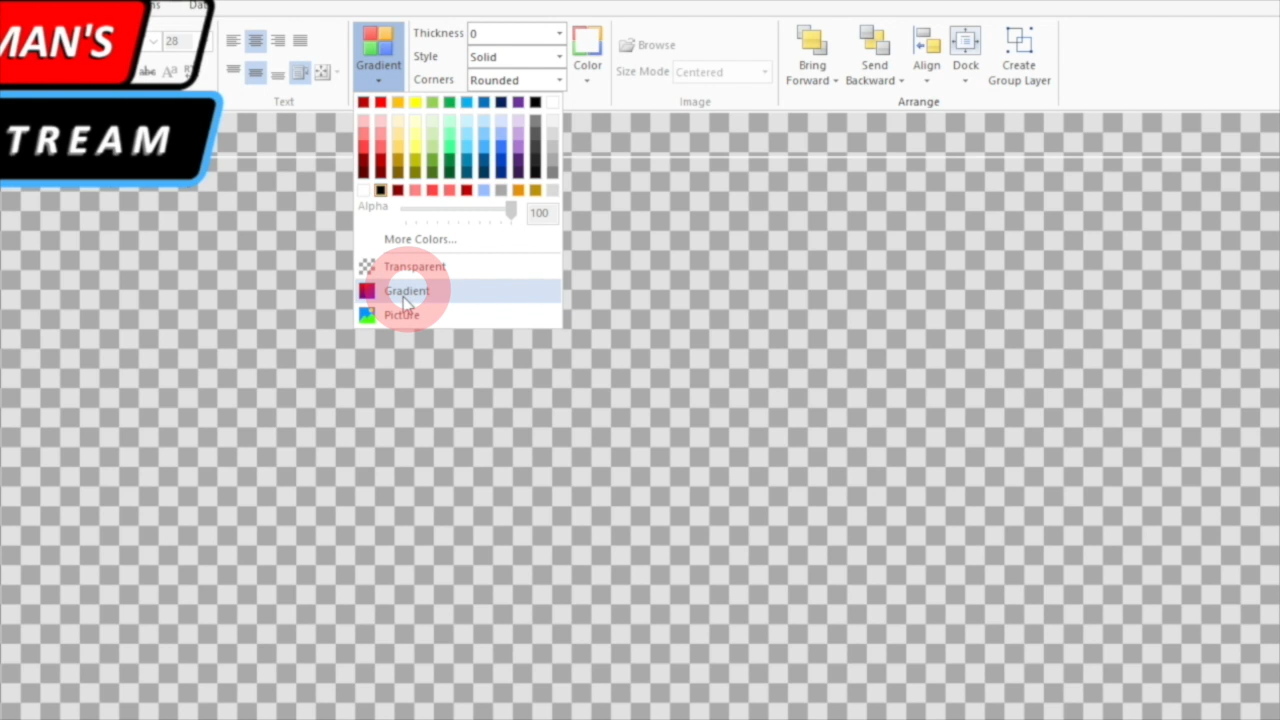 MAN'S
TREAM
28
abc
Text
Gradient
Thickness 0
Style Solid
Corners Rounded
Color
Browse
Size Mode Centered
Image
Bring Forward
Send Backward
Align
Dock
Create Group Layer
Arrange
Alpha 100
More Colors...
Transparent
Gradient
Picture